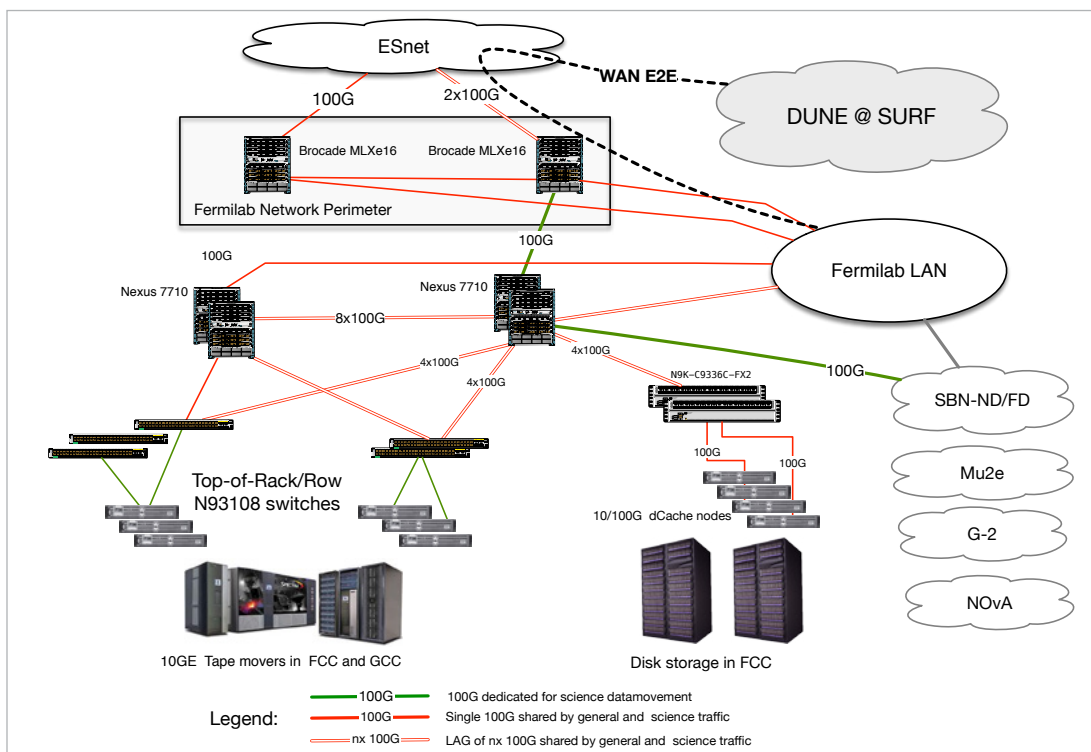 ESnet
WAN E2E
100G
2x100G
DUNE @ SURF
Brocade MLXe16
Brocade MLXe16
Fermilab Network Perimeter
100G
100G
Fermilab LAN
Nexus 7710
Nexus 7710
8x100G
4x100G
4x100G
4x100G
N9K-C9336C-FX2
100G
SBN-ND/FD
100G
100G
Mu2e
Top-of-Rack/Row
N93108 switches
10/100G dCache nodes
G-2
NOvA
10GE Tape movers in FCC and GCC
Disk storage in FCC
Legend:
100G
100G dedicated for science datamovement
100G
Single 100G shared by general and science traffic
nx 100G
LAG of nx 100G shared by general and science traffic